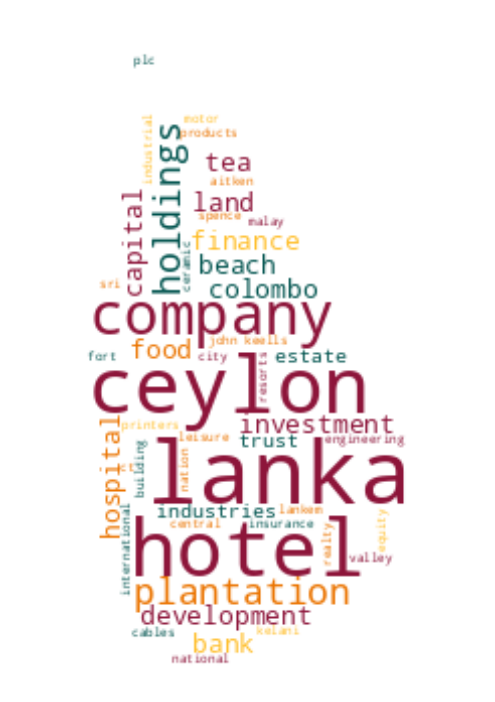 plc
motor
industrial
holdings
products
tea
aitken
capital
land
spence
malay
finance
ceramic
beach
sri
colombo
company
john keells
food
fort
city
estate
resorts
ceylon
investment
hospital
printers
leisure
trust
engineering
building
nation
ct
lanka
industries
lankem
central
insurance
international
equity
hotel
realty
valley
plantation
development
cables
kelani
bank
national